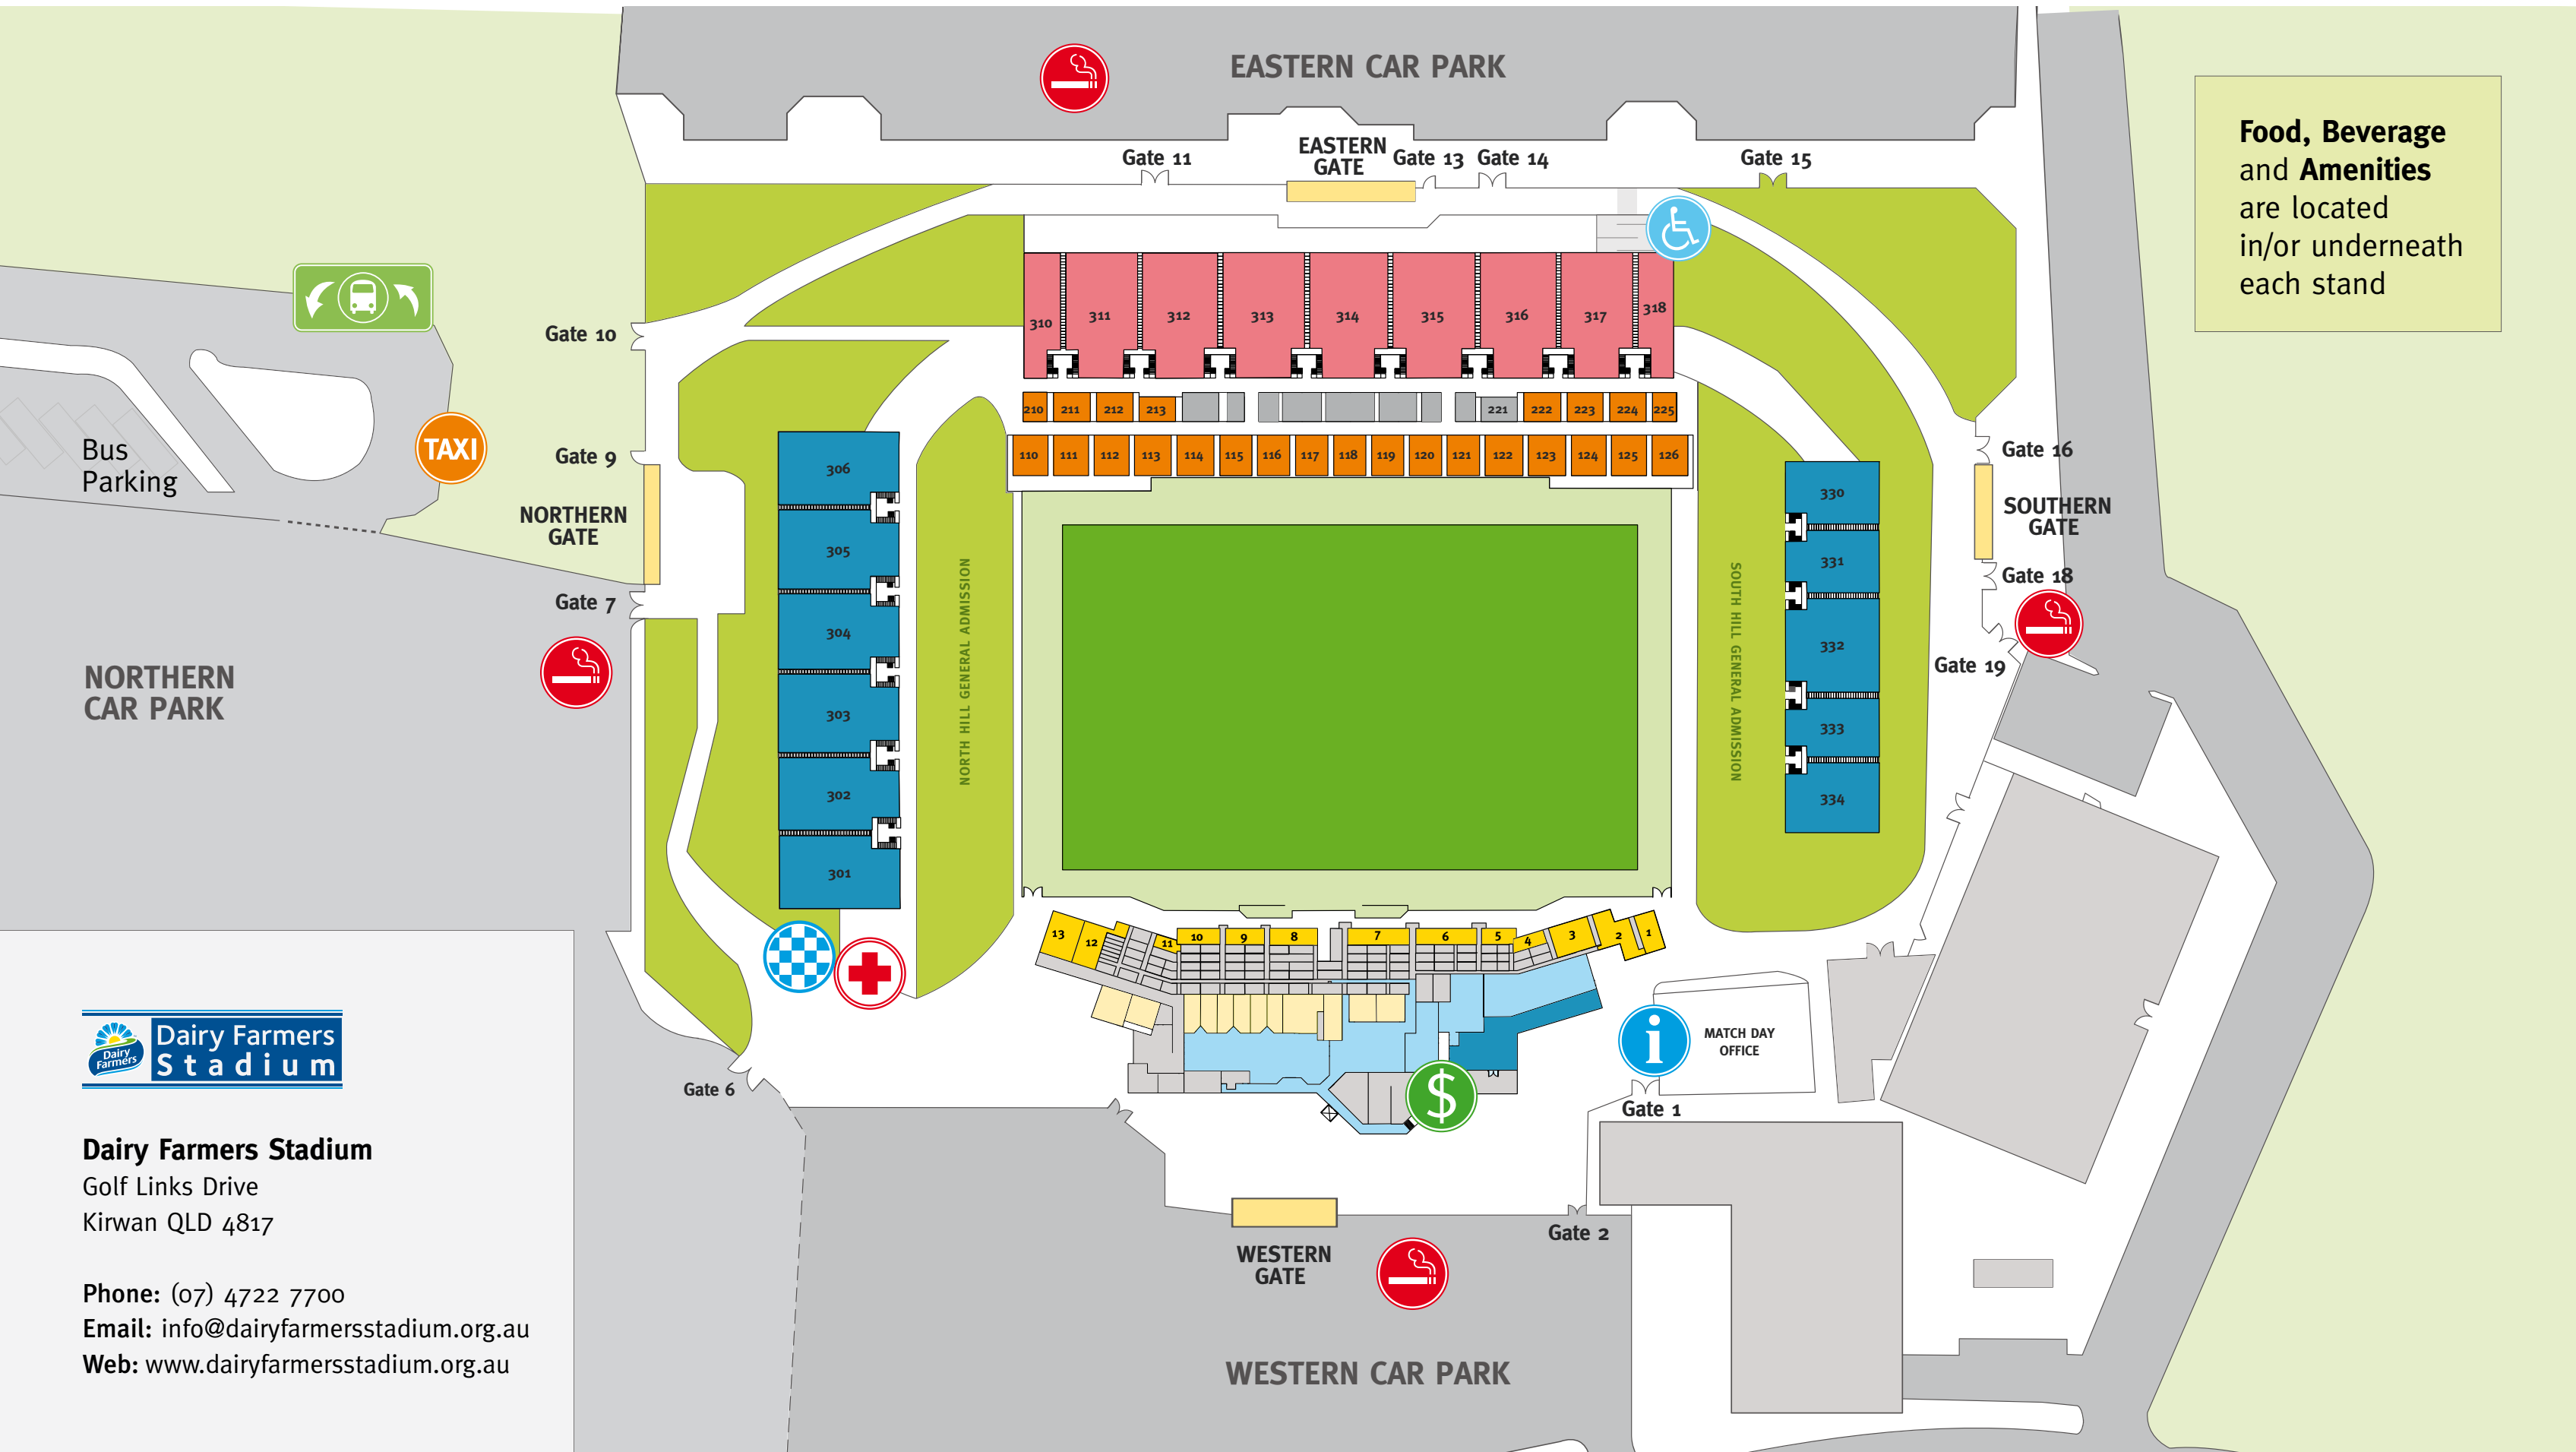 EASTERN CAR PARK
Food, Beverage
and Amenities
are located
in/or underneath
each stand
Gate 11
EASTERN
GATE
Gate 13
Gate 14
Gate 15
Gate 10
310
311
312
313
314
315
316
317
318
210
211
212
213
221
222
223
224
225
110
111
112
113
114
115
116
117
118
119
120
121
122
123
124
125
126
Bus
Parking
TAXI
Gate 9
NORTHERN
GATE
Gate 7
NORTHERN
CAR PARK
306
305
304
303
302
301
NORTH HILL GENERAL ADMISSION
SOUTH HILL GENERAL ADMISSION
330
331
332
333
334
Gate 16
SOUTHERN
GATE
Gate 18
Gate 19
13
12
11
10
9
8
7
6
5
4
3
2
1
i
MATCH DAY
OFFICE
$
Gate 6
Gate 1
Gate 2
WESTERN
GATE
WESTERN CAR PARK
Dairy
Farmers
Dairy Farmers
Stadium
Dairy Farmers Stadium
Golf Links Drive
Kirwan QLD 4817
Phone: (07) 4722 7700
Email: info@dairyfarmersstadium.org.au
Web: www.dairyfarmersstadium.org.au